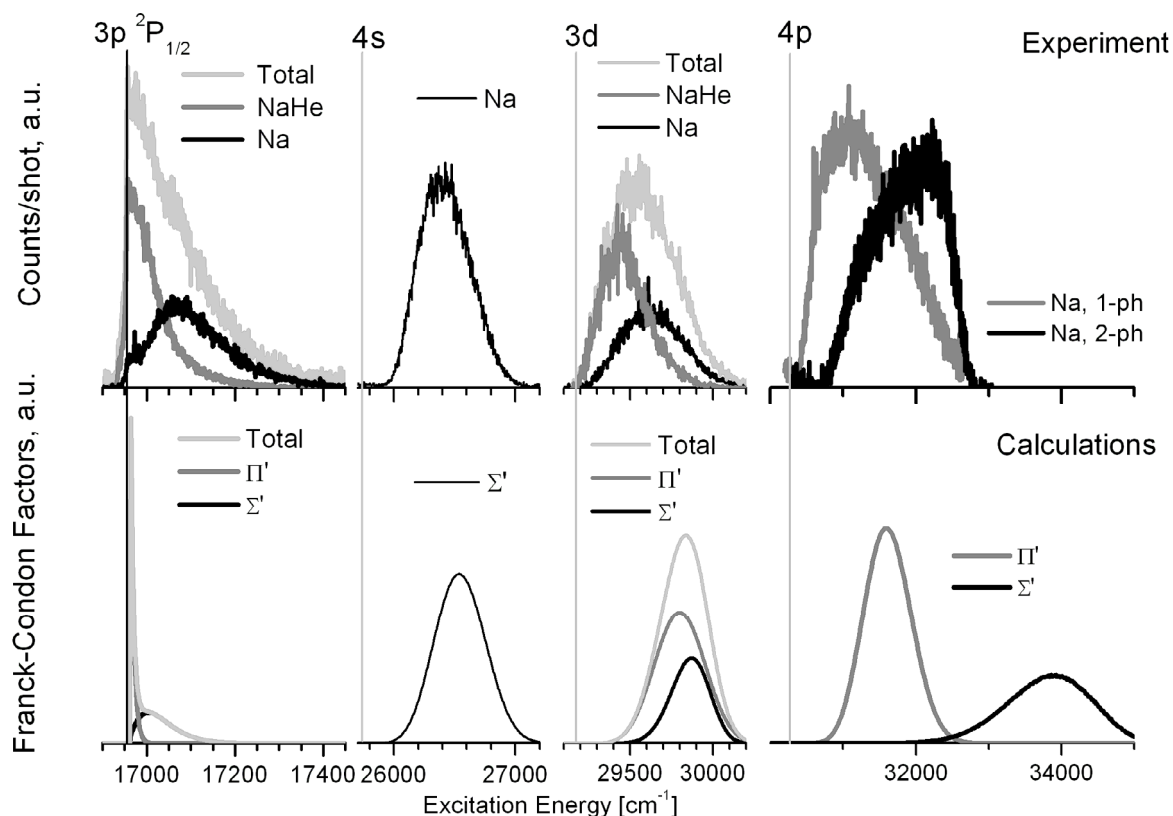 3p ²P₁/₂
Total
NaHe
Na
4s
Na
3d
Total
NaHe
Na
4p
Experiment
Na, 1-ph
Na, 2-ph
Counts/shot, a.u.
Total
Π'
Σ'
Σ'
Total
Π'
Σ'
Calculations
Π'
Σ'
Franck-Condon Factors, a.u.
17000 17200 17400 26000 27000 29500 30000 32000 34000
Excitation Energy [cm⁻¹]